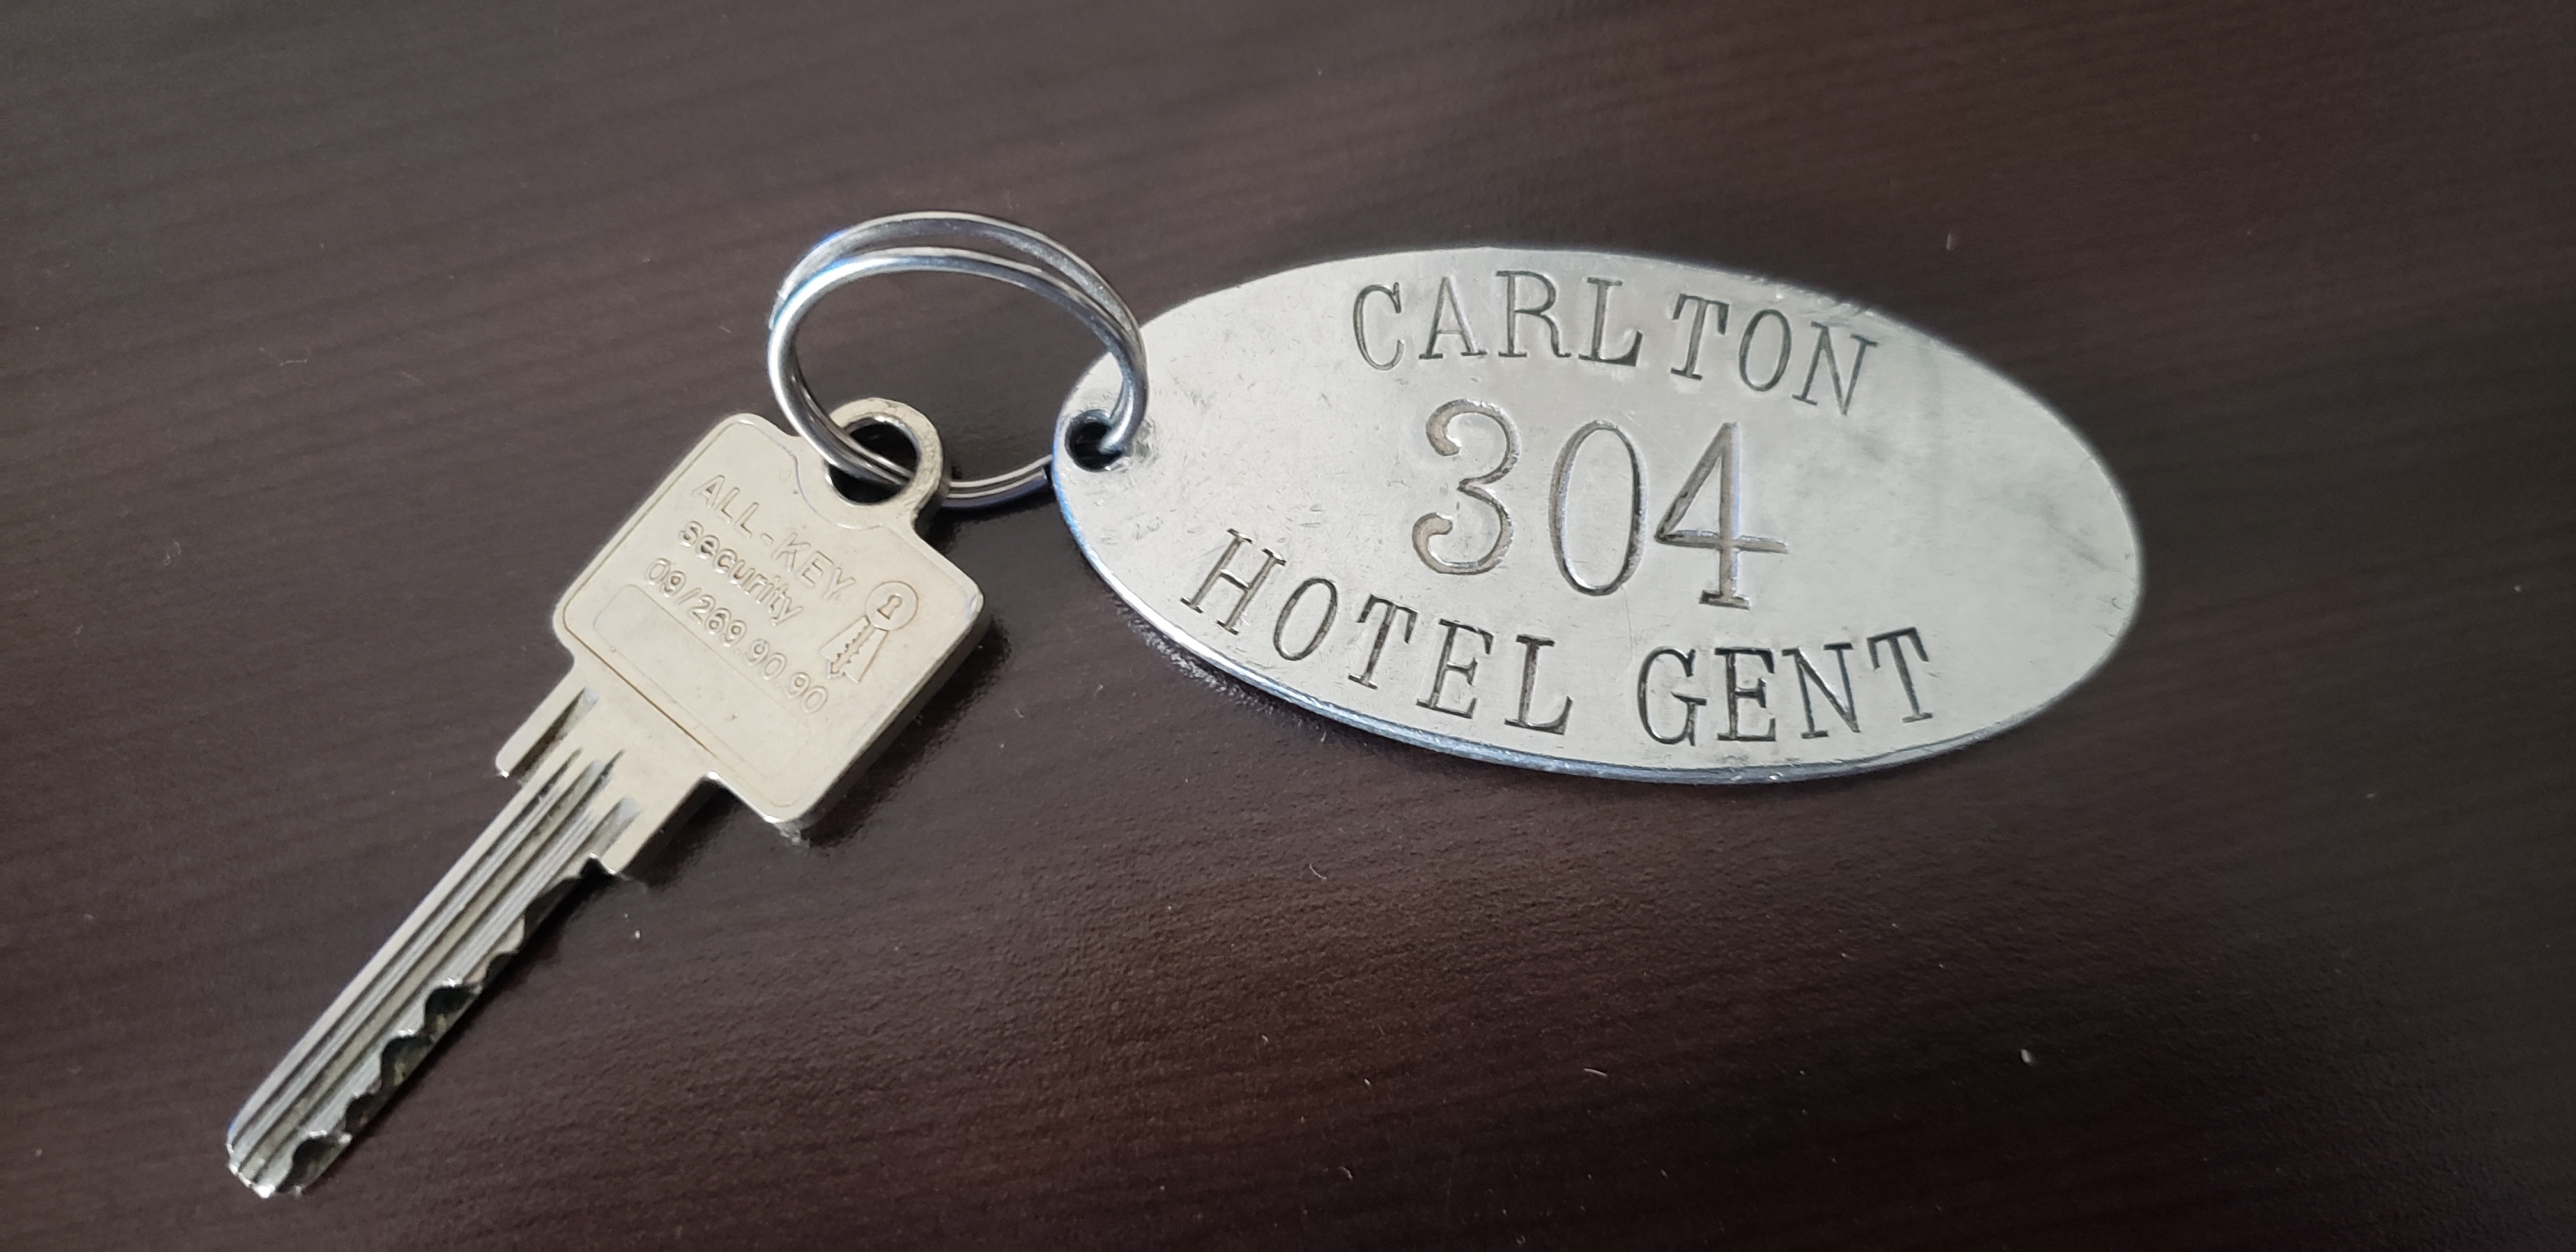 ALL-KEY
security
09/269.90.90
CARLTON
304
HOTEL GENT